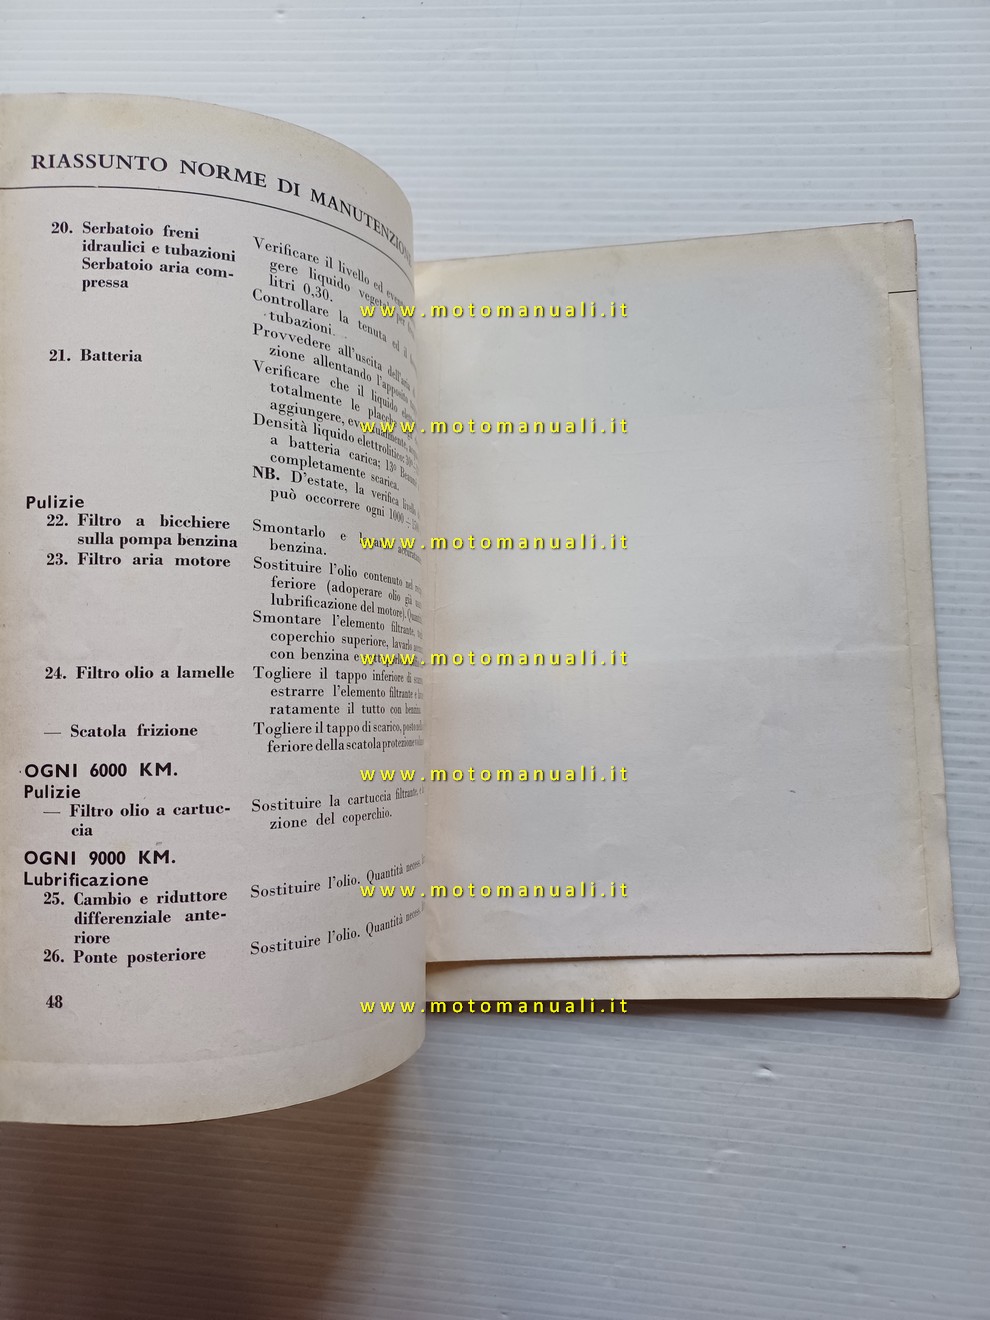 RIASSUNTO NORME DI MANUTENZIONE
20. Serbatoio freni
idraulici e tubazioni
Serbatoio aria com-
pressa
Verificare il livello ed
gere liquido
litri 0,30.
Controllare la tenuta ed il
tubazioni.
Provvedere all'uscita dell'aria
zione allentando l'apposito
21. Batteria
Verificare che il liquido
totalmente le
aggiungere,
Densità liquido elettrolitico:
a batteria carica; 13°
completamente scarica.
NB. D'estate, la verifica
può occorrere ogni 1000 ÷
Pulizie
22. Filtro a bicchiere
sulla pompa benzina
Smontarlo e
benzina.
23. Filtro aria motore
Sostituire l'olio contenuto nel
feriore (adoperare olio già
lubrificazione del motore).
Smontare l'elemento filtrante,
coperchio superiore, lavarlo
con benzina e
24. Filtro olio a lamelle
Togliere il tappo inferiore di
estrarre l'elemento filtrante e
ratamente il tutto con benzina
— Scatola frizione
Togliere il tappo di scarico, posto
feriore della scatola protezione
OGNI 6000 KM.
Pulizie
— Filtro olio a cartuc-
cia
Sostituire la cartuccia filtrante,
zione del coperchio.
OGNI 9000 KM.
Lubrificazione
25. Cambio e riduttore
differenziale ante-
riore
Sostituire l'olio. Quantità
26. Ponte posteriore
Sostituire l'olio. Quantità
48
www.motomanuali.it
www.motomanuali.it
www.motomanuali.it
www.motomanuali.it
www.motomanuali.it
www.motomanuali.it
www.motomanuali.it